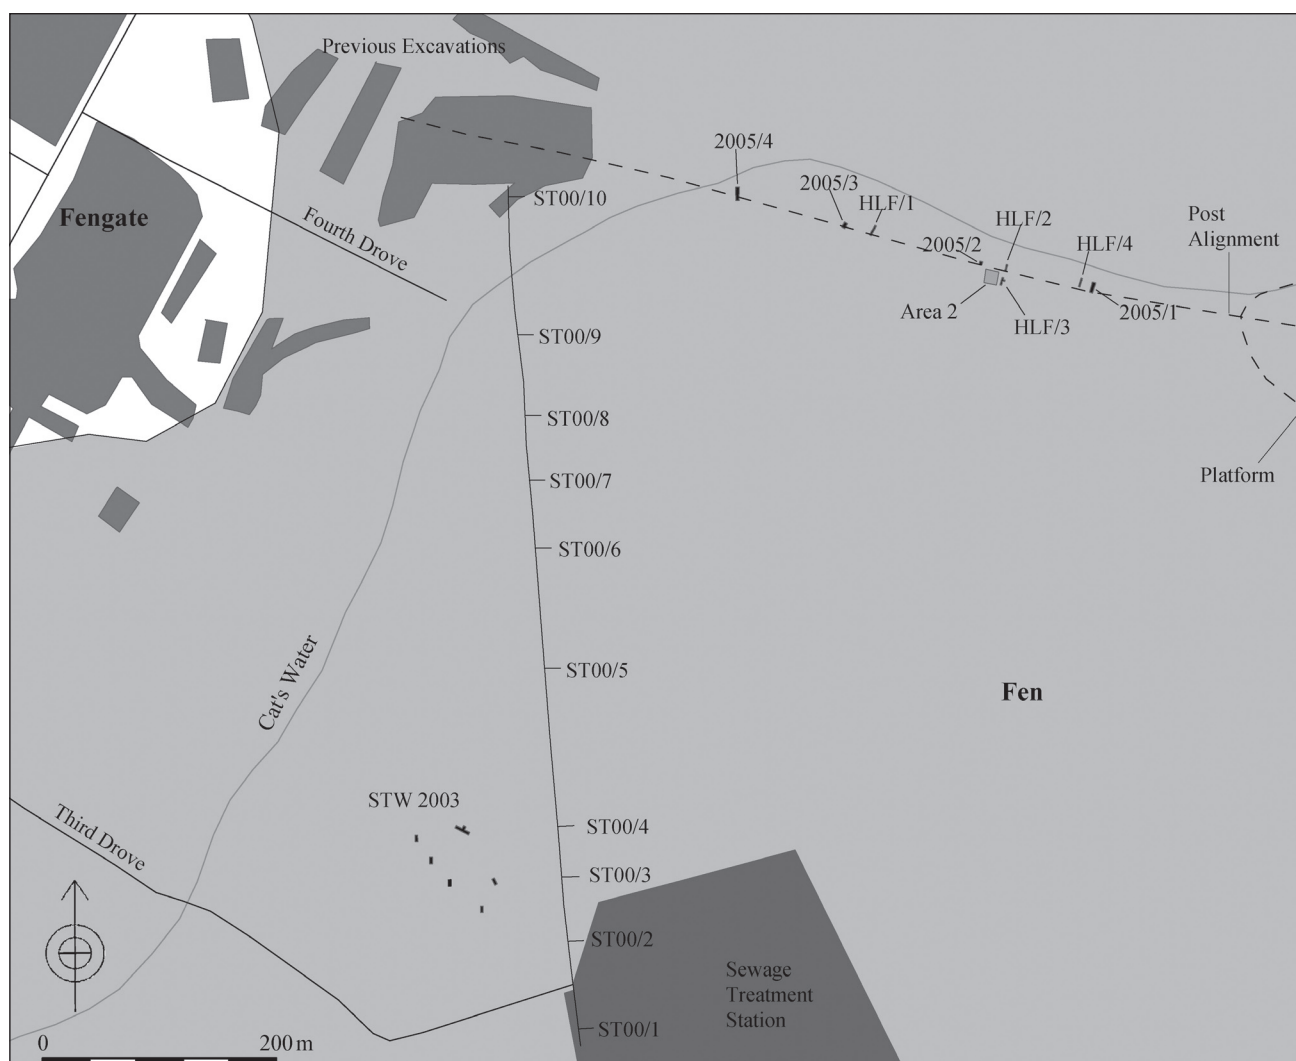 Previous Excavations
2005/4
2005/3
HLF/1
ST00/10
Fengate
Fourth Drove
HLF/2
2005/2
HLF/4
Post
Alignment
Area 2
HLF/3
2005/1
ST00/9
ST00/8
Platform
ST00/7
ST00/6
ST00/5
Cat's Water
Fen
STW 2003
Third Drove
ST00/4
ST00/3
ST00/2
Sewage
Treatment
Station
ST00/1
0
200 m